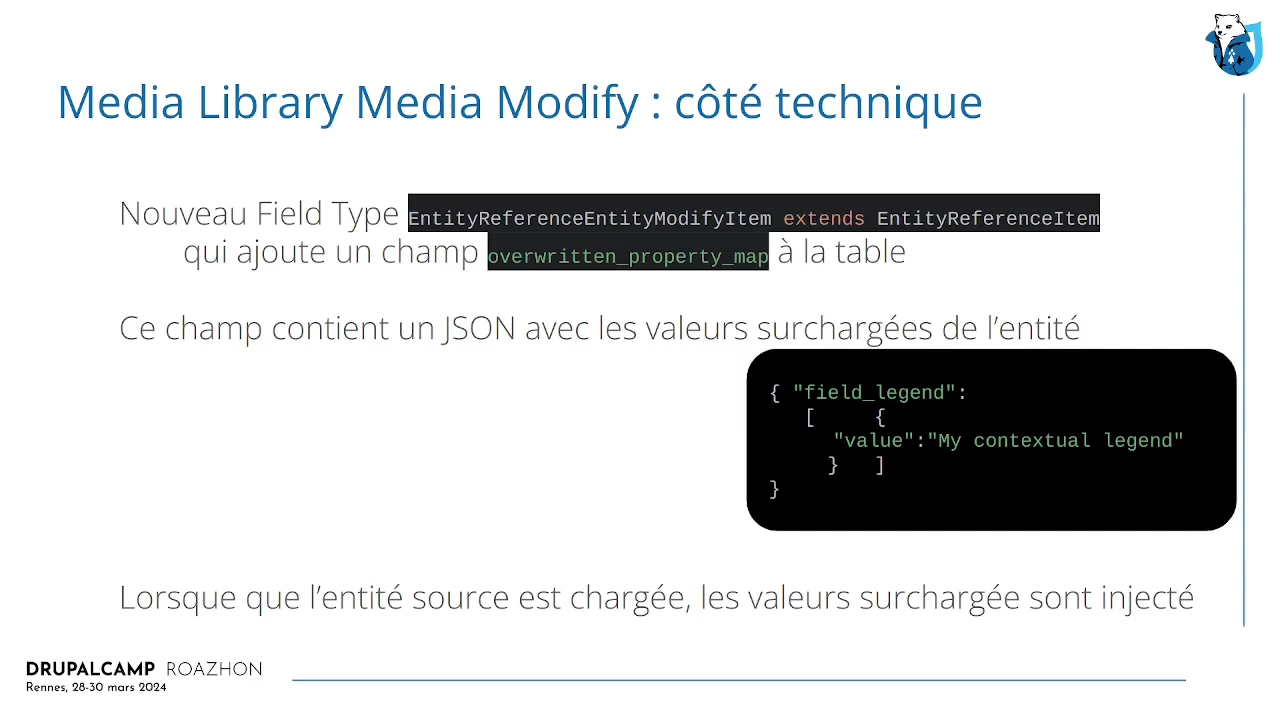 Media Library Media Modify : côté technique
Nouveau Field Type EntityReferenceEntityModifyItem extends EntityReferenceItem
qui ajoute un champ overwritten_property_map à la table
Ce champ contient un JSON avec les valeurs surchargées de l’entité
{ "field_legend":
[ {
"value":"My contextual legend"
} ]
}
Lorsque que l’entité source est chargée, les valeurs surchargée sont injecté
DRUPALCAMP ROAZHON
Rennes, 28-30 mars 2024